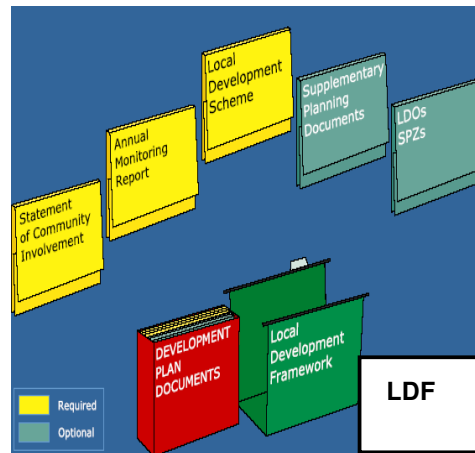 Local
Development
Scheme
Supplementary
Planning
Documents
LDOs
SPZs
Annual
Monitoring
Report
Statement
of Community
Involvement
DEVELOPMENT
PLAN
DOCUMENTS
Local
Development
Framework
LDF
Required
Optional